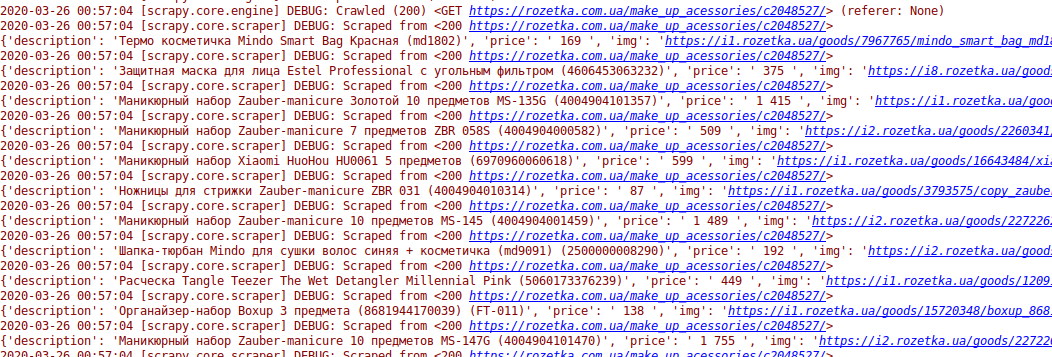 2020-03-26 00:57:04 [scrapy.core.engine] DEBUG: Crawled (200) <GET https://rozetka.com.ua/make_up_acessories/c2048527/> (referer: None)
2020-03-26 00:57:04 [scrapy.core.scraper] DEBUG: Scraped from <200 https://rozetka.com.ua/make_up_acessories/c2048527/>
{'description': 'Термо косметичка Mindo Smart Bag Красная (md1802)', 'price': ' 169 ', 'img': 'https://i1.rozetka.ua/goods/7967765/mindo_smart_bag_md18
2020-03-26 00:57:04 [scrapy.core.scraper] DEBUG: Scraped from <200 https://rozetka.com.ua/make_up_acessories/c2048527/>
{'description': 'Защитная маска для лица Estel Professional с угольным фильтром (4606453063232)', 'price': ' 375 ', 'img': 'https://i8.rozetka.ua/good
2020-03-26 00:57:04 [scrapy.core.scraper] DEBUG: Scraped from <200 https://rozetka.com.ua/make_up_acessories/c2048527/>
{'description': 'Маникюрный набор Zauber-manicure Золотой 10 предметов MS-135G (4004904101357)', 'price': ' 1 415 ', 'img': 'https://i1.rozetka.ua/goo
2020-03-26 00:57:04 [scrapy.core.scraper] DEBUG: Scraped from <200 https://rozetka.com.ua/make_up_acessories/c2048527/>
{'description': 'Маникюрный набор Zauber-manicure 7 предметов ZBR 058S (4004904000582)', 'price': ' 509 ', 'img': 'https://i2.rozetka.ua/goods/2260341
2020-03-26 00:57:04 [scrapy.core.scraper] DEBUG: Scraped from <200 https://rozetka.com.ua/make_up_acessories/c2048527/>
{'description': 'Маникюрный набор Xiaomi HuoHou HU0061 5 предметов (6970960060618)', 'price': ' 599 ', 'img': 'https://i1.rozetka.ua/goods/16643484/xia
2020-03-26 00:57:04 [scrapy.core.scraper] DEBUG: Scraped from <200 https://rozetka.com.ua/make_up_acessories/c2048527/>
{'description': 'Ножницы для стрижки Zauber-manicure ZBR 031 (4004904010314)', 'price': ' 87 ', 'img': 'https://i1.rozetka.ua/goods/3793575/copy_zaube
2020-03-26 00:57:04 [scrapy.core.scraper] DEBUG: Scraped from <200 https://rozetka.com.ua/make_up_acessories/c2048527/>
{'description': 'Маникюрный набор Zauber-manicure 10 предметов MS-145 (4004904001459)', 'price': ' 1 489 ', 'img': 'https://i2.rozetka.ua/goods/227226
2020-03-26 00:57:04 [scrapy.core.scraper] DEBUG: Scraped from <200 https://rozetka.com.ua/make_up_acessories/c2048527/>
{'description': 'Шапка-тюрбан Mindo для сушки волос синяя + косметичка (md9091) (2500000008290)', 'price': ' 192 ', 'img': 'https://i2.rozetka.ua/good
2020-03-26 00:57:04 [scrapy.core.scraper] DEBUG: Scraped from <200 https://rozetka.com.ua/make_up_acessories/c2048527/>
{'description': 'Расческа Tangle Teezer The Wet Detangler Millennial Pink (5060173376239)', 'price': ' 449 ', 'img': 'https://i1.rozetka.ua/goods/1209
2020-03-26 00:57:04 [scrapy.core.scraper] DEBUG: Scraped from <200 https://rozetka.com.ua/make_up_acessories/c2048527/>
{'description': 'Органайзер-набор Boxup 3 предмета (8681944170039) (FT-011)', 'price': ' 138 ', 'img': 'https://i1.rozetka.ua/goods/15720348/boxup_868
2020-03-26 00:57:04 [scrapy.core.scraper] DEBUG: Scraped from <200 https://rozetka.com.ua/make_up_acessories/c2048527/>
{'description': 'Маникюрный набор Zauber-manicure 10 предметов MS-147G (4004904101470)', 'price': ' 1 755 ', 'img': 'https://i2.rozetka.ua/goods/22722
2020-03-26 00:57:04 [scrapy.core.scraper] DEBUG: Scraped from <200 https://rozetka.com.ua/make_up_acessories/c2048527/>